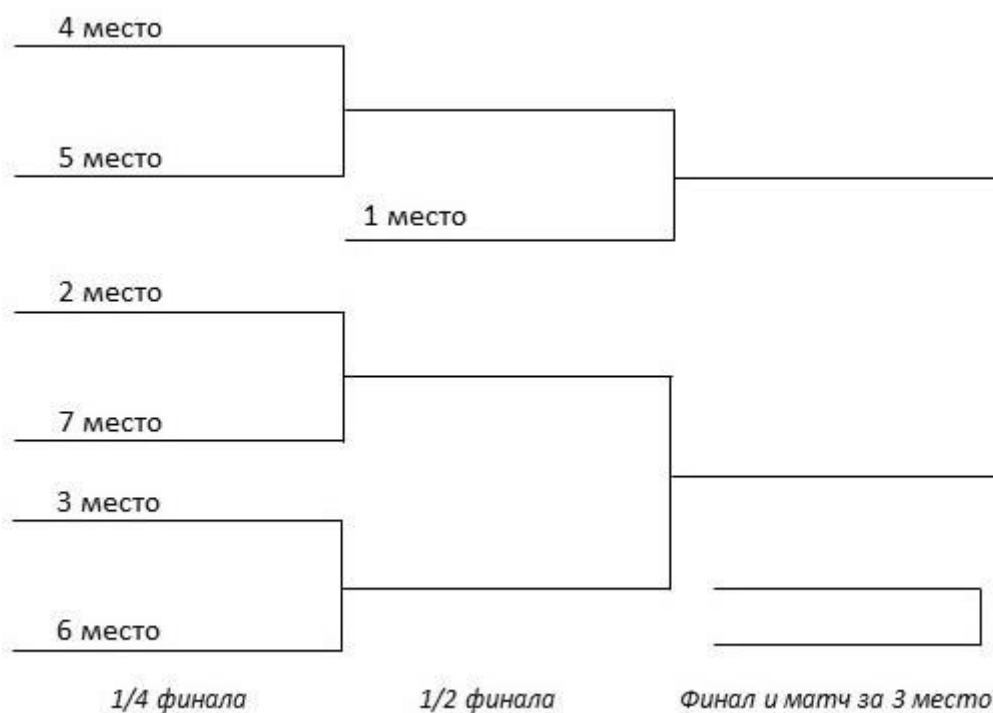 4 место
5 место
1 место
2 место
7 место
3 место
6 место
1/4 финала
1/2 финала
Финал и матч за 3 место